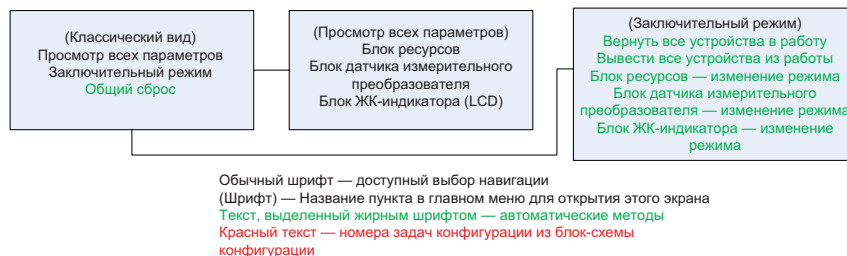 (Классический вид)
Просмотр всех параметров
Заключительный режим
Общий сброс
(Просмотр всех параметров)
Блок ресурсов
Блок датчика измерительного
преобразователя
Блок ЖК-индикатора (LCD)
(Заключительный режим)
Вернуть все устройства в работу
Вывести все устройства из работы
Блок ресурсов — изменение режима
Блок датчика измерительного
преобразователя — изменение режима
Блок ЖК-индикатора — изменение
режима
Обычный шрифт — доступный выбор навигации
(Шрифт) — Название пункта в главном меню для открытия этого экрана
Текст, выделенный жирным шрифтом — автоматические методы
Красный текст — номера задач конфигурации из блок-схемы
конфигурации